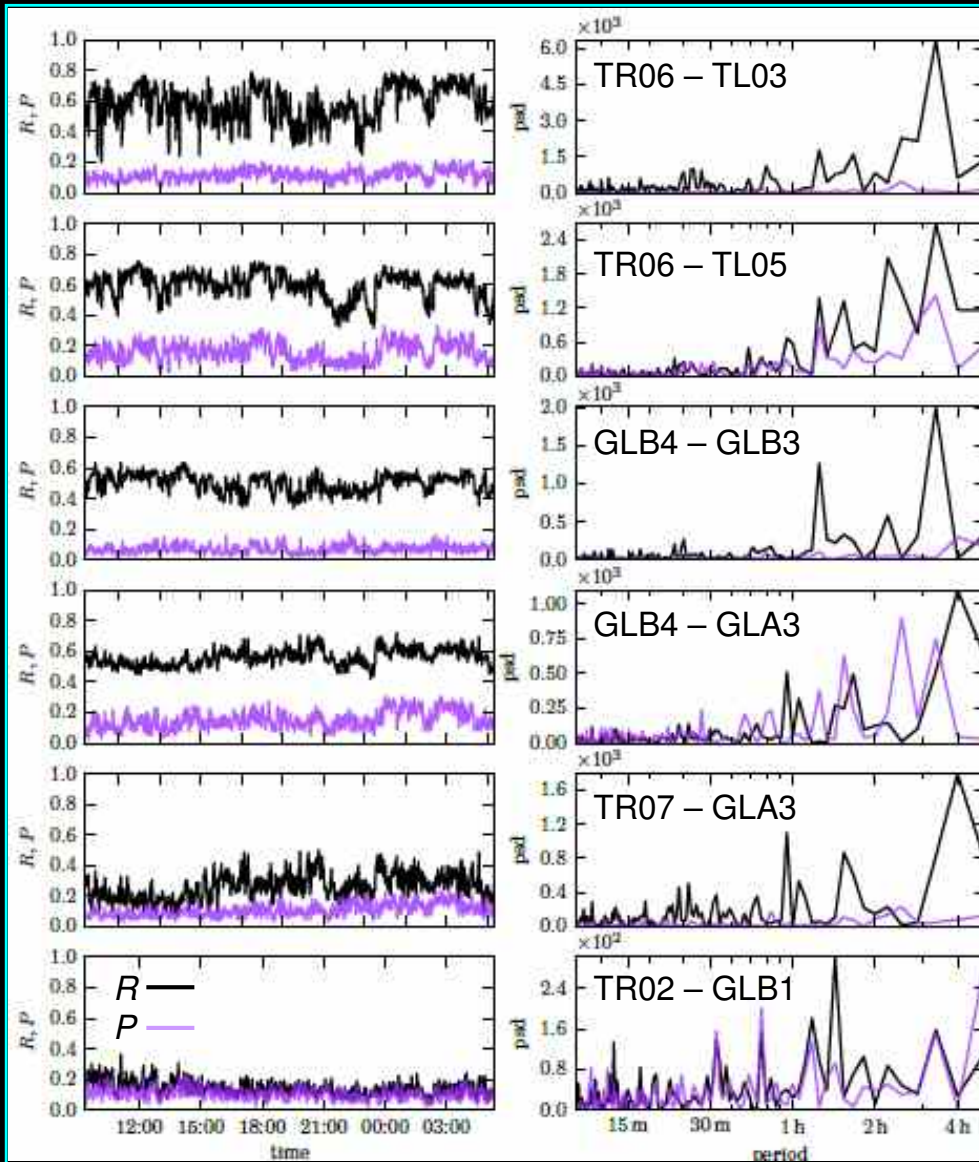 ×10³
1.0
0.8
0.6
0.4
0.2
0.0
R, P
6.0
4.5
3.0
1.5
0.0
psd
TR06 – TL03
×10³
1.0
0.8
0.6
0.4
0.2
0.0
R, P
2.4
1.8
1.2
0.6
0.0
psd
TR06 – TL05
×10³
1.0
0.8
0.6
0.4
0.2
0.0
R, P
2.0
1.5
1.0
0.5
0.0
psd
GLB4 – GLB3
×10³
1.0
0.8
0.6
0.4
0.2
0.0
R, P
1.00
0.75
0.50
0.25
0.00
psd
GLB4 – GLA3
×10³
1.0
0.8
0.6
0.4
0.2
0.0
R, P
1.6
1.2
0.8
0.4
0.0
psd
TR07 – GLA3
×10²
1.0
0.8
0.6
0.4
0.2
0.0
R, P
R
P
2.4
1.6
0.8
0.0
psd
TR02 – GLB1
12:00 15:00 18:00 21:00 00:00 03:00
time
15 m 30 m 1 h 2 h 4 h
period